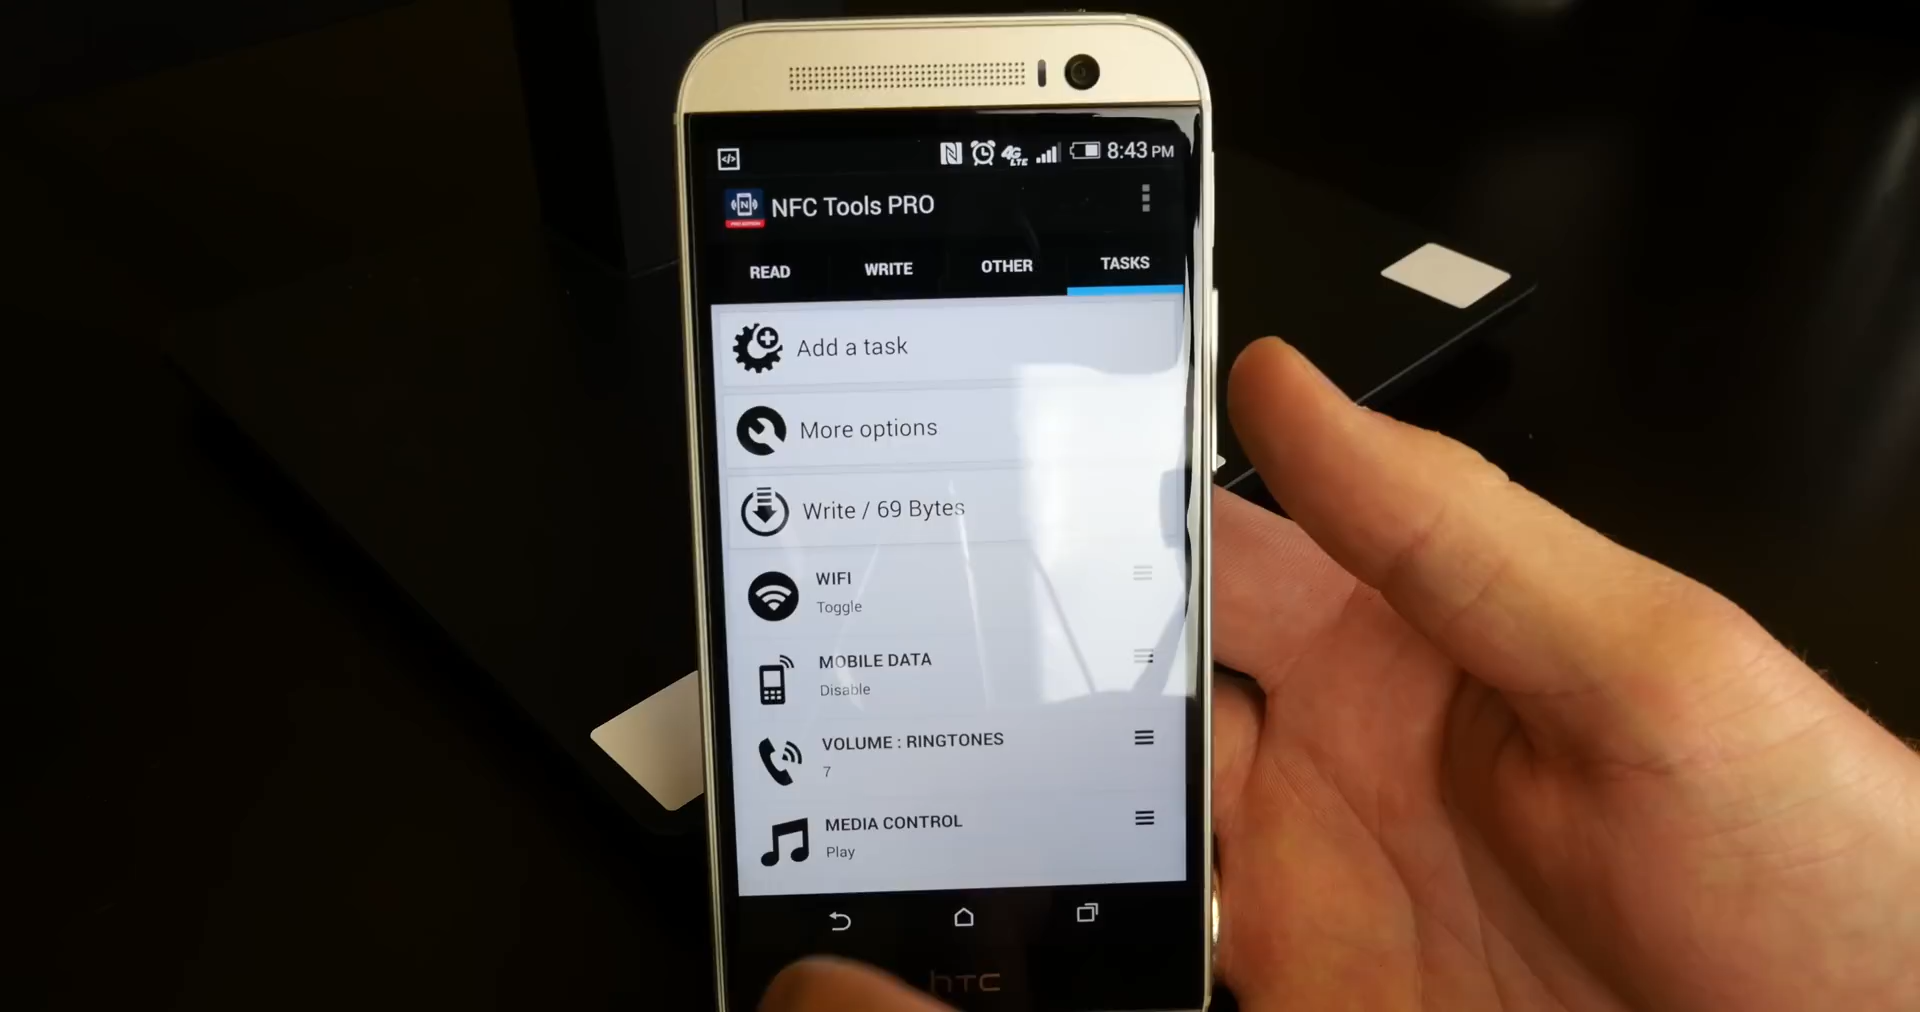 8:43 PM
NFC Tools PRO
READ WRITE OTHER TASKS
Add a task
More options
Write / 69 Bytes
WIFI
Toggle
MOBILE DATA
Disable
VOLUME : RINGTONES
7
MEDIA CONTROL
Play
hTC